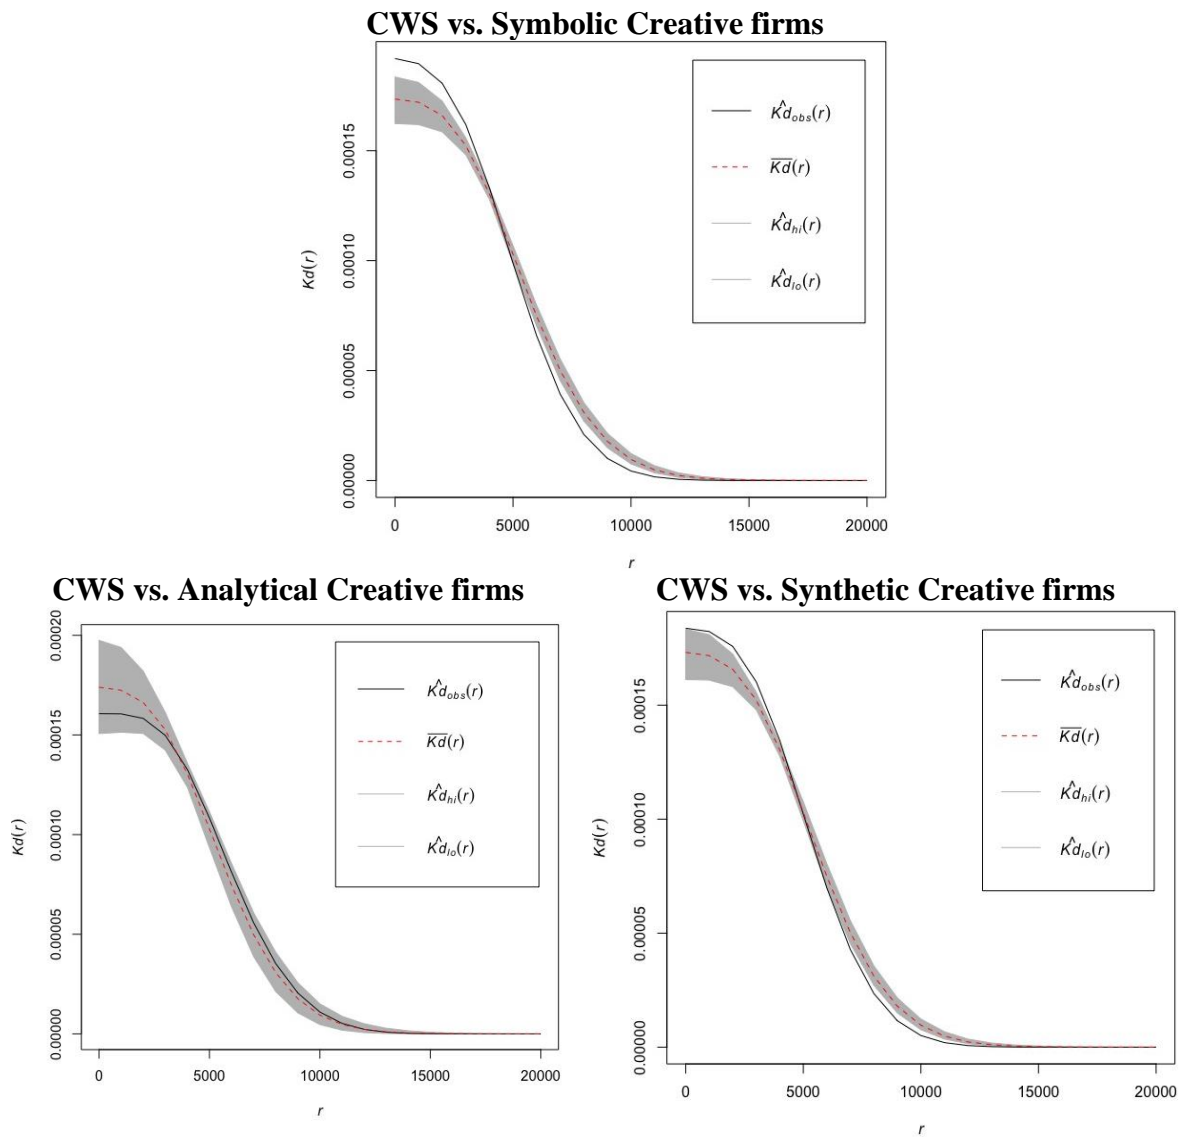 CWS vs. Symbolic Creative firms
K̂d_obs(r)
K̅d̅(r)
K̂d_hi(r)
K̂d_lo(r)
Kd(r)
0.00015
0.00010
0.00005
0.00000
0 5000 10000 15000 20000
r
CWS vs. Analytical Creative firms
K̂d_obs(r)
K̅d̅(r)
K̂d_hi(r)
K̂d_lo(r)
Kd(r)
0.00020
0.00015
0.00010
0.00005
0.00000
0 5000 10000 15000 20000
r
CWS vs. Synthetic Creative firms
K̂d_obs(r)
K̅d̅(r)
K̂d_hi(r)
K̂d_lo(r)
Kd(r)
0.00015
0.00010
0.00005
0.00000
0 5000 10000 15000 20000
r